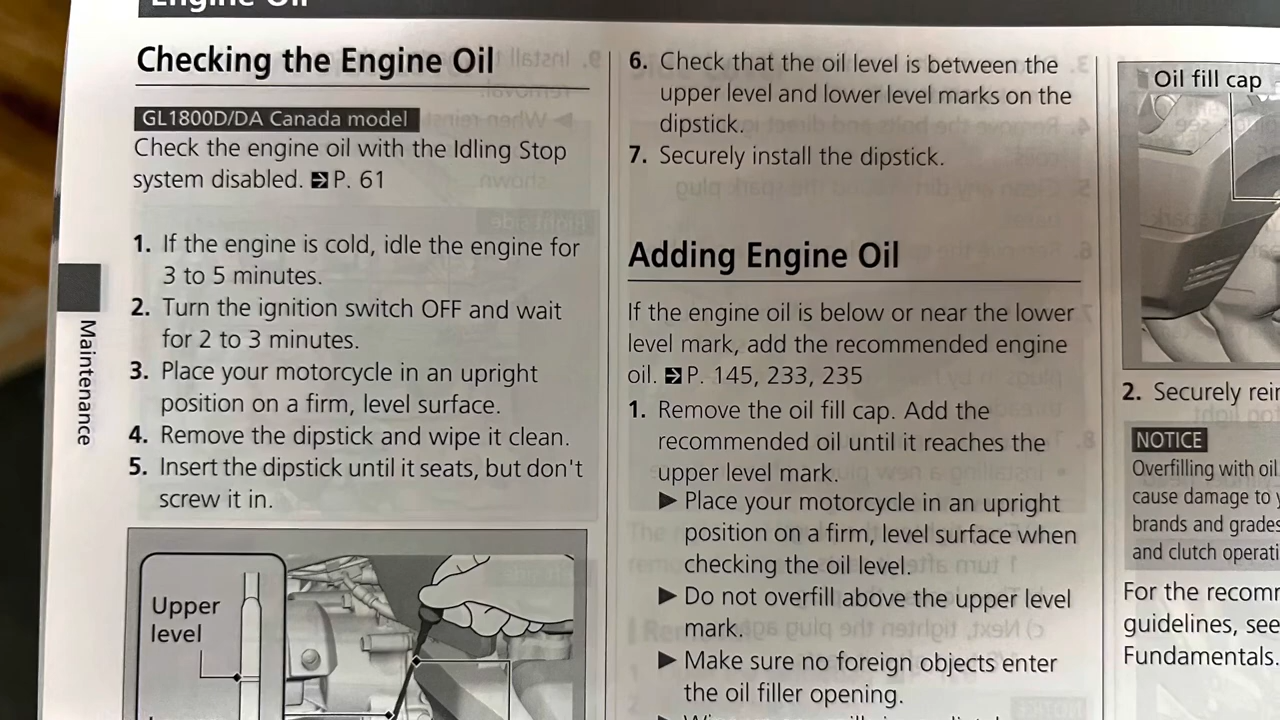 Engine Oil
Checking the Engine Oil
GL1800D/DA Canada model
Check the engine oil with the Idling Stop
system disabled. P. 61
1. If the engine is cold, idle the engine for
3 to 5 minutes.
2. Turn the ignition switch OFF and wait
for 2 to 3 minutes.
3. Place your motorcycle in an upright
position on a firm, level surface.
4. Remove the dipstick and wipe it clean.
5. Insert the dipstick until it seats, but don't
screw it in.
Upper
level
Maintenance
6. Check that the oil level is between the
upper level and lower level marks on the
dipstick.
7. Securely install the dipstick.
Adding Engine Oil
If the engine oil is below or near the lower
level mark, add the recommended engine
oil. P. 145, 233, 235
1. Remove the oil fill cap. Add the
recommended oil until it reaches the
upper level mark.
▶ Place your motorcycle in an upright
position on a firm, level surface when
checking the oil level.
▶ Do not overfill above the upper level
mark.
▶ Make sure no foreign objects enter
the oil filler opening.
Oil fill cap
2. Securely rein
NOTICE
Overfilling with oil
cause damage to y
brands and grades
and clutch operati
For the recomm
guidelines, see
Fundamentals.